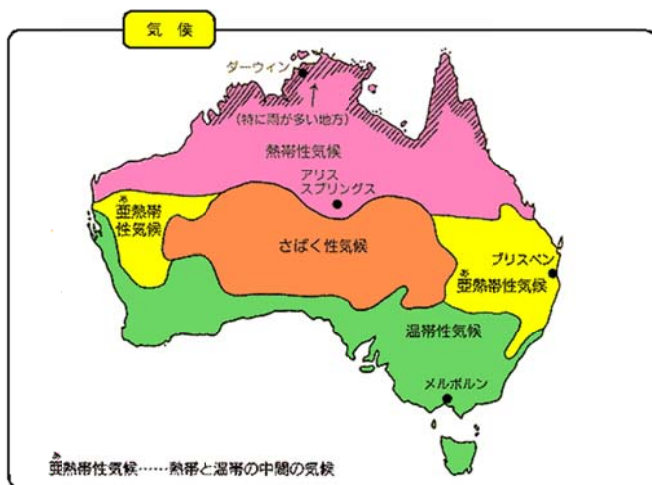 気候
ダーウィン
(特に雨が多い地方)
熱帯性気候
アリス
スプリングス
あ
亜熱帯
性気候
さばく性気候
ブリスベン
あ
亜熱帯性気候
温帯性気候
メルボルン
あ
亜熱帯性気候……熱帯と温帯の中間の気候